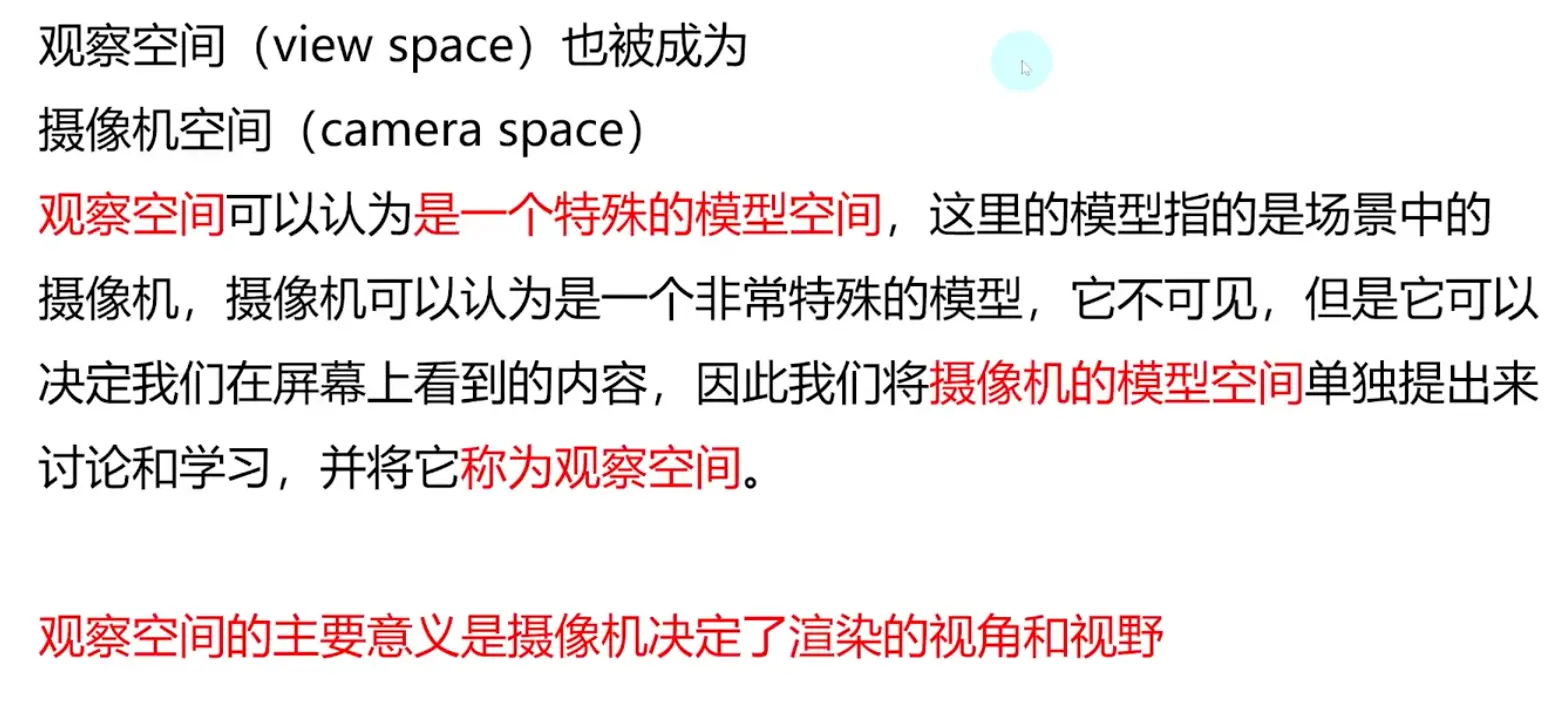 观察空间（view space）也被成为
摄像机空间（camera space）
观察空间可以认为是一个特殊的模型空间，这里的模型指的是场景中的
摄像机，摄像机可以认为是一个非常特殊的模型，它不可见，但是它可以
决定我们在屏幕上看到的内容，因此我们将摄像机的模型空间单独提出来
讨论和学习，并将它称为观察空间。
观察空间的主要意义是摄像机决定了渲染的视角和视野